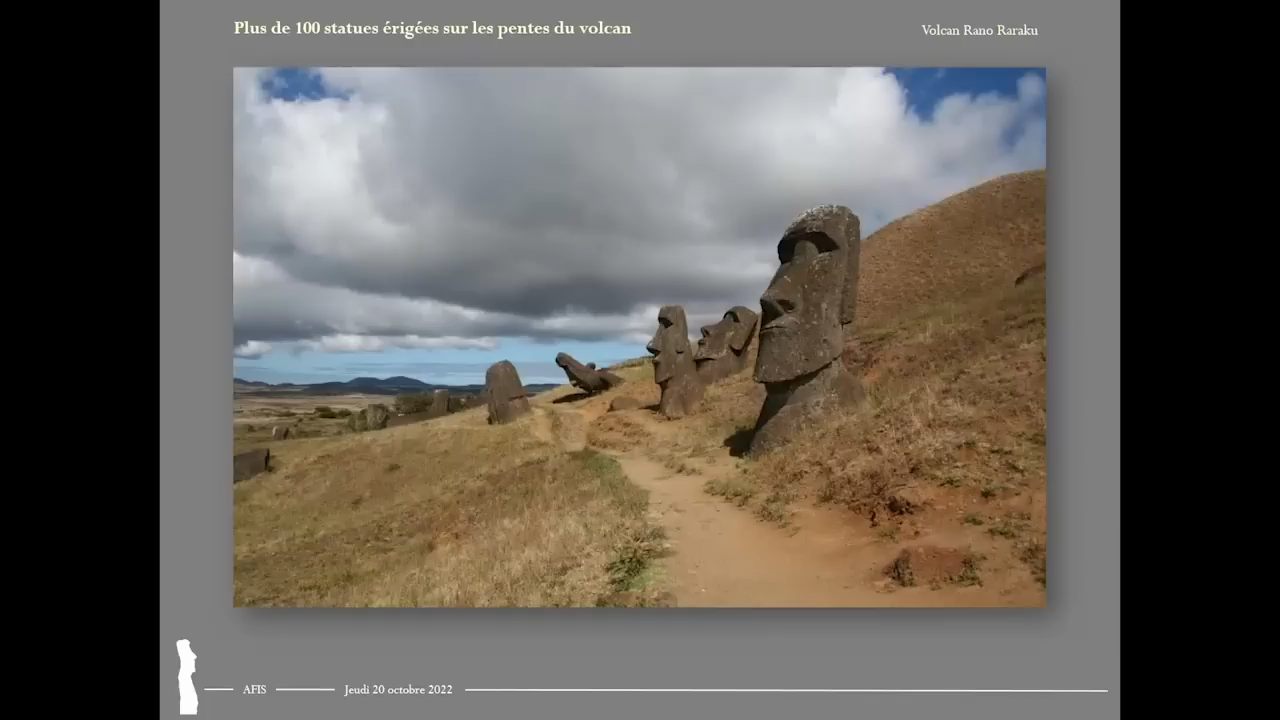 Plus de 100 statues érigées sur les pentes du volcan
Volcan Rano Raraku
AFIS
Jeudi 20 octobre 2022